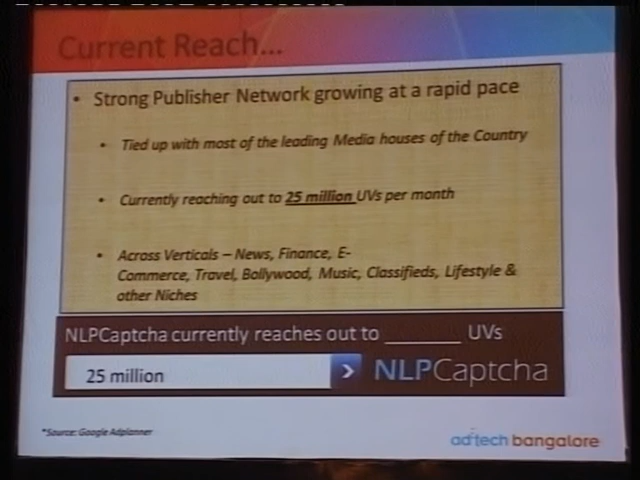 Current Reach...
• Strong Publisher Network growing at a rapid pace
• Tied up with most of the leading Media houses of the Country
• Currently reaching out to 25 million UVs per month
• Across Verticals – News, Finance, E-
Commerce, Travel, Bollywood, Music, Classifieds, Lifestyle &
other Niches
NLPCaptcha currently reaches out to _______ UVs
25 million
NLPCaptcha
*Source: Google Adplanner
ad:tech bangalore